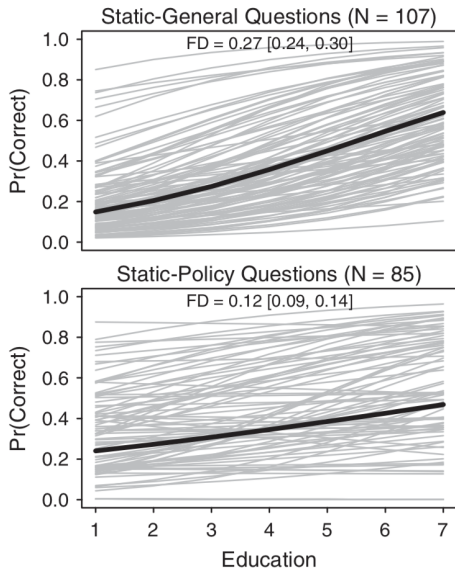 Static-General Questions (N = 107)
FD = 0.27 [0.24, 0.30]
Pr(Correct)
1.0
0.8
0.6
0.4
0.2
0.0
Static-Policy Questions (N = 85)
FD = 0.12 [0.09, 0.14]
Pr(Correct)
1.0
0.8
0.6
0.4
0.2
0.0
1 2 3 4 5 6 7
Education